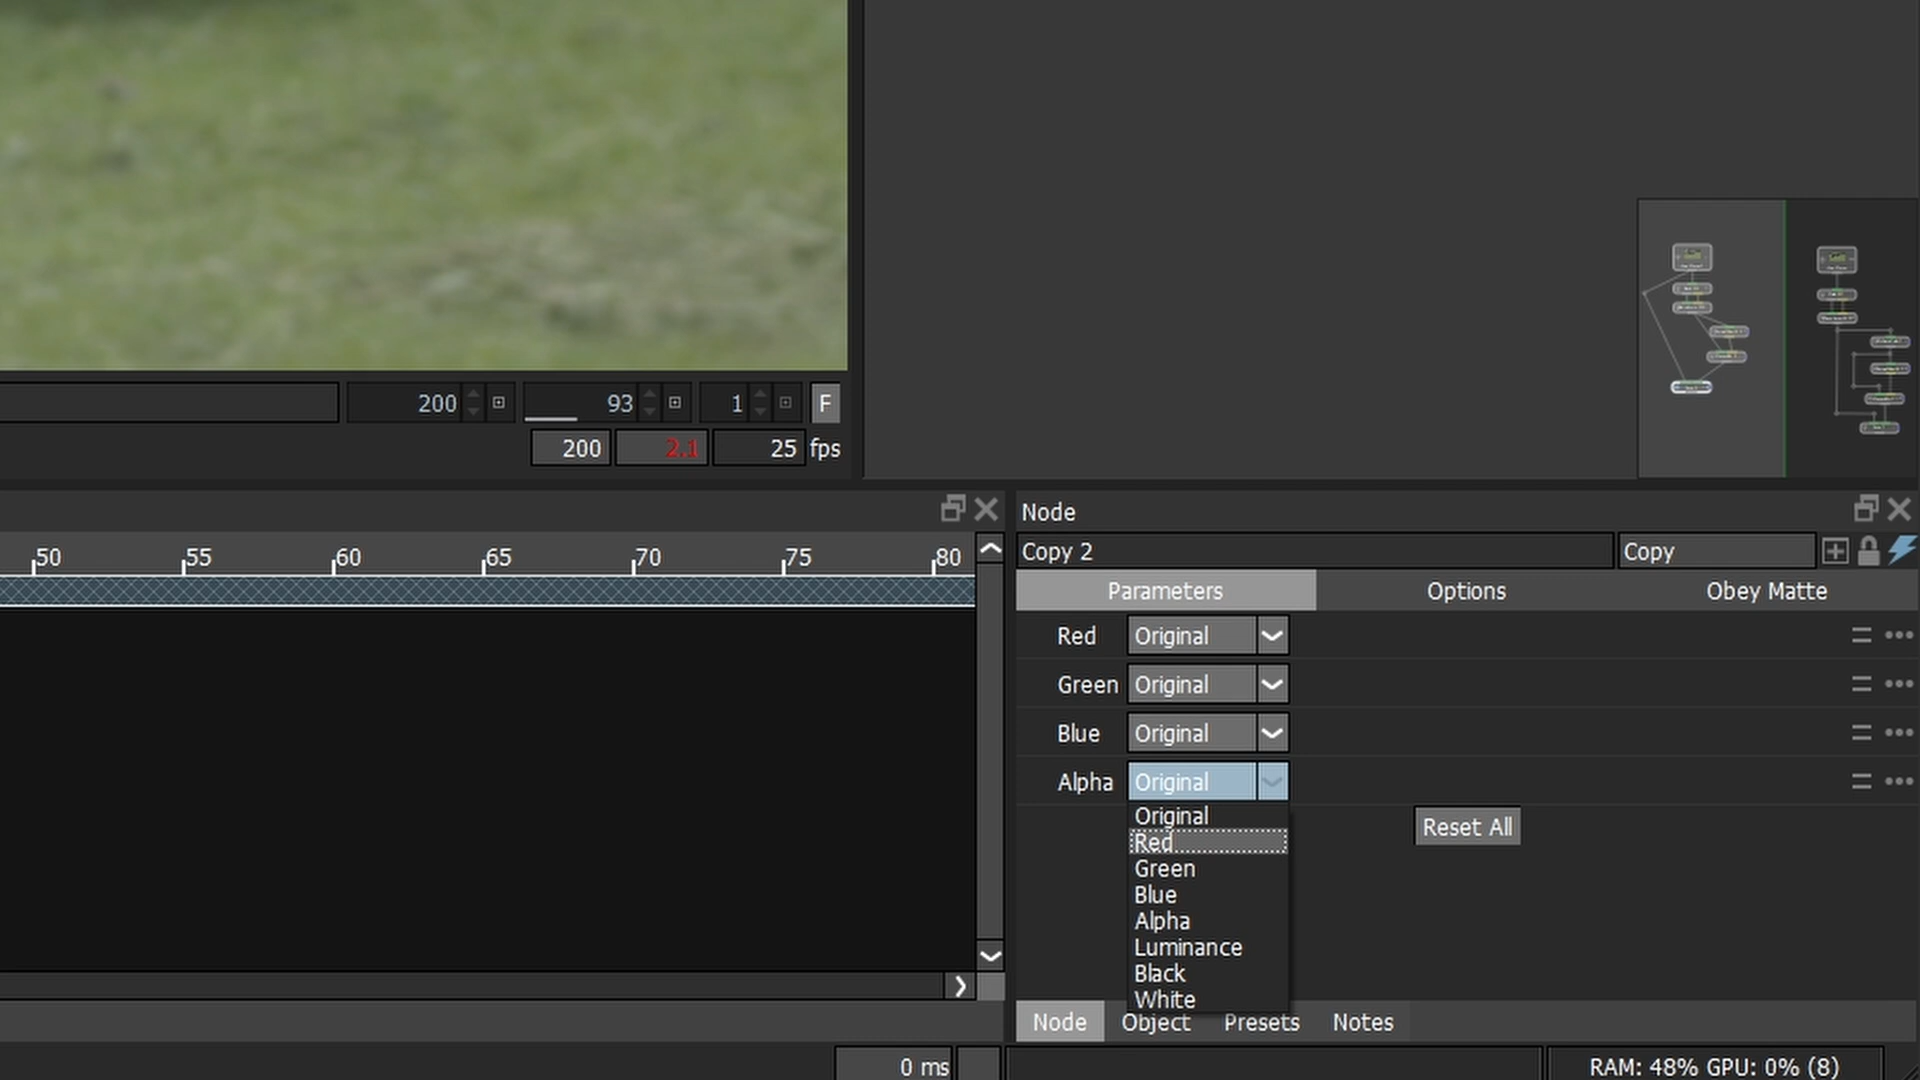 200 93 1 F
200 2.1 25 fps
50 55 60 65 70 75 80
Node
Copy 2 Copy
Parameters Options Obey Matte
Red Original
Green Original
Blue Original
Alpha Original
Original
Red
Green
Blue
Alpha
Luminance
Black
White
Reset All
Node Object Presets Notes
0 ms
RAM: 48% GPU: 0% (8)